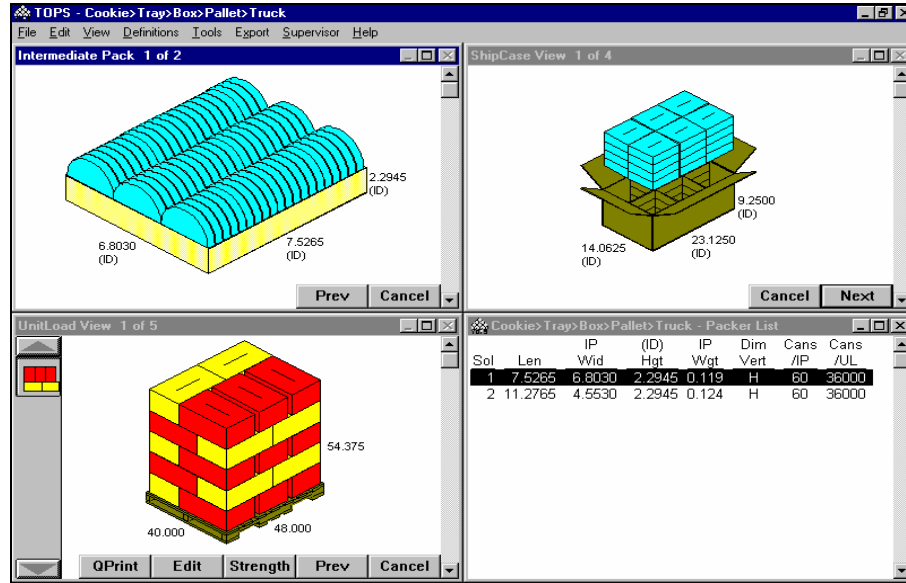 TOPS - Cookie>Tray>Box>Pallet>Truck
File Edit View Definitions Tools Export Supervisor Help
Intermediate Pack 1 of 2
2.2945
(ID)
6.8030
(ID)
7.5265
(ID)
Prev Cancel
ShipCase View 1 of 4
9.2500
(ID)
14.0625
(ID)
23.1250
(ID)
Cancel Next
UnitLoad View 1 of 5
54.375
40.000
48.000
QPrint Edit Strength Prev Cancel
Cookie>Tray>Box>Pallet>Truck - Packer List
IP (ID) IP Dim Cans Cans
Sol Len Wid Hgt Wgt Vert /IP /UL
1 7.5265 6.8030 2.2945 0.119 H 60 36000
2 11.2765 4.5530 2.2945 0.124 H 60 36000